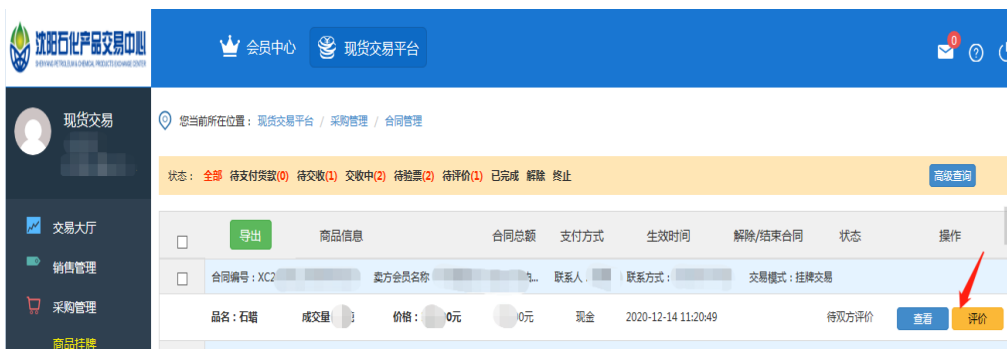 沈阳石化产品交易中心
SHENYANG PETROLEUM & CHEMICAL PRODUCTS EXCHANGE CENTER
会员中心
现货交易平台
0
现货交易
您当前所在位置： 现货交易平台 / 采购管理 / 合同管理
状态： 全部 待支付货款(0) 待交收(1) 交收中(2) 待验票(2) 待评价(1) 已完成 解除 终止
高级查询
交易大厅
导出 商品信息 合同总额 支付方式 生效时间 解除/结束合同 状态 操作
销售管理
合同编号：XC2 卖方会员名称 联系人： 联系方式： 交易模式：挂牌交易
采购管理
品名：石蜡 成交量 价格： 0元 0元 现金 2020-12-14 11:20:49 待双方评价 查看 评价
商品挂牌